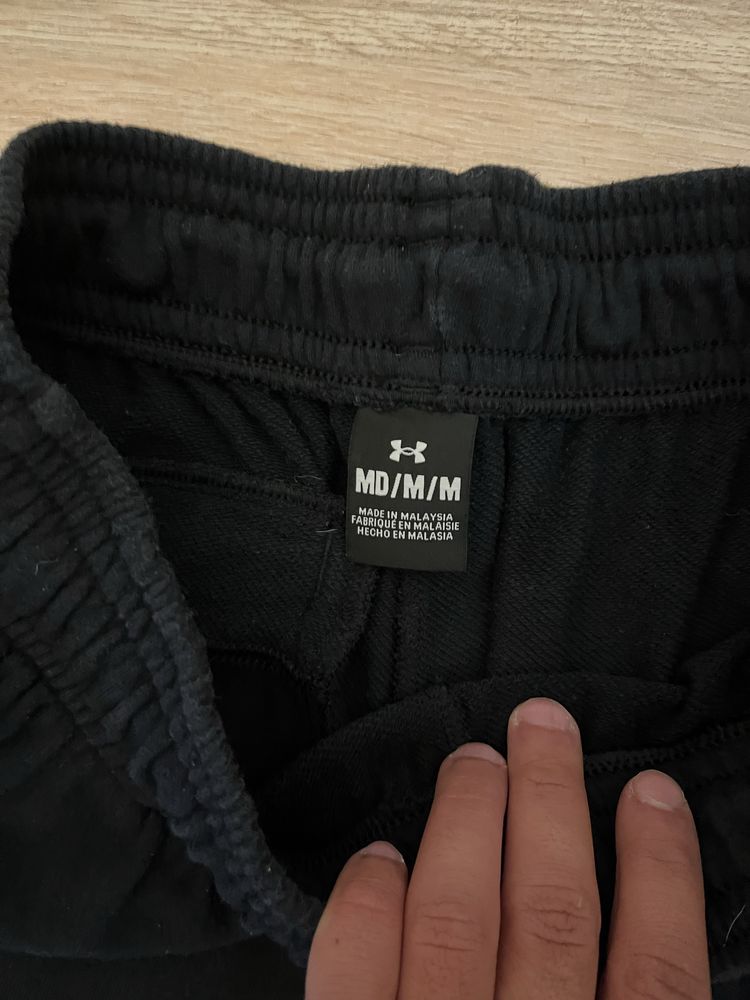 MD/M/M
MADE IN MALAYSIA
FABRIQUÉ EN MALAISIE
HECHO EN MALASIA